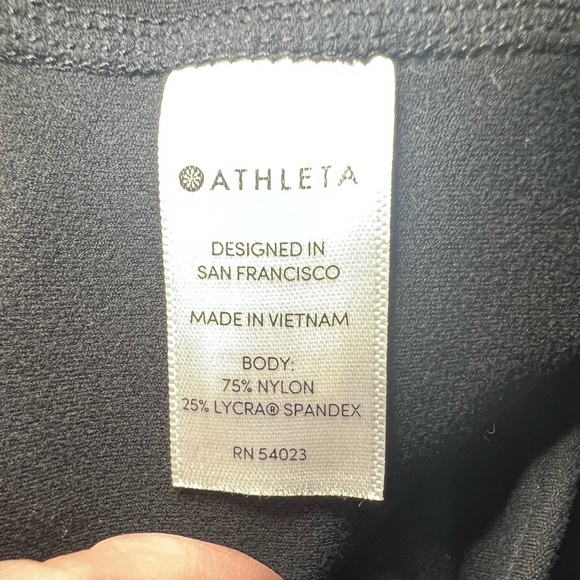 ATHLETA
DESIGNED IN
SAN FRANCISCO
MADE IN VIETNAM
BODY:
75% NYLON
25% LYCRA® SPANDEX
RN 54023